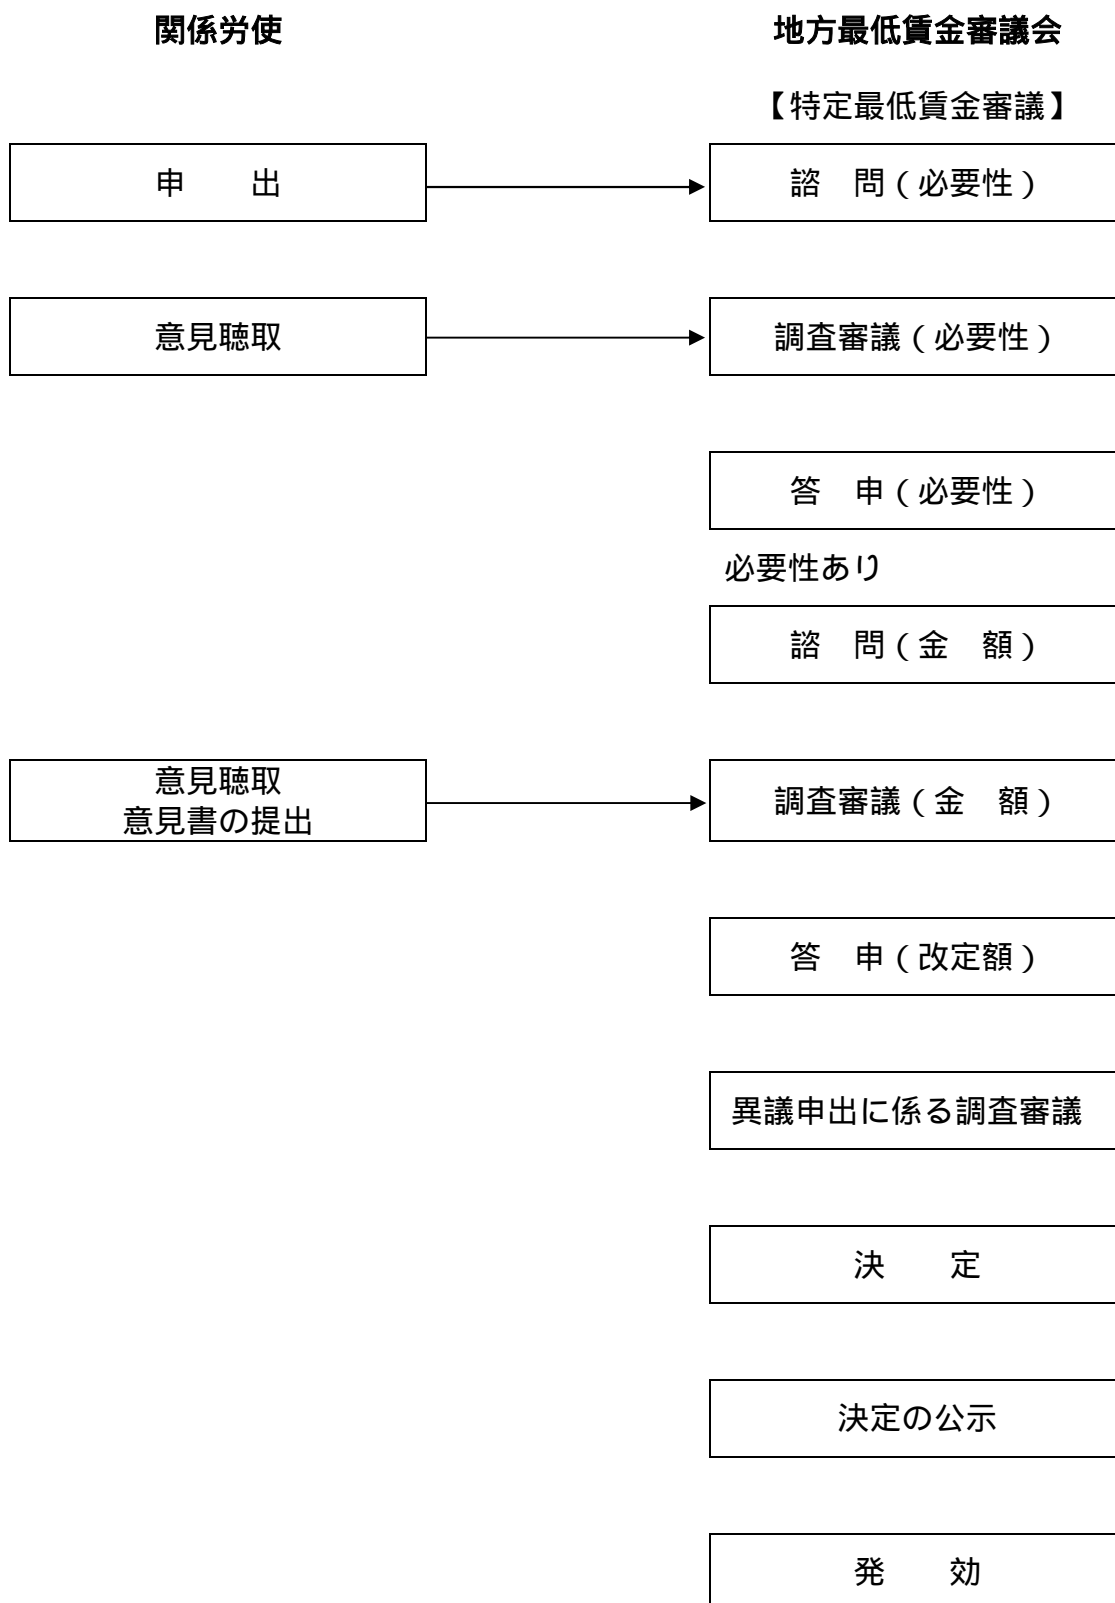 関係労使　地方最低賃金審議会
【特定最低賃金審議】
申　　出　諮　問（必要性）
意見聴取　調査審議（必要性）
答　申（必要性）
必要性あり
諮　問（金　額）
意見聴取
意見書の提出
調査審議（金　額）
答　申（改定額）
異議申出に係る調査審議
決　　定
決定の公示
発　　効